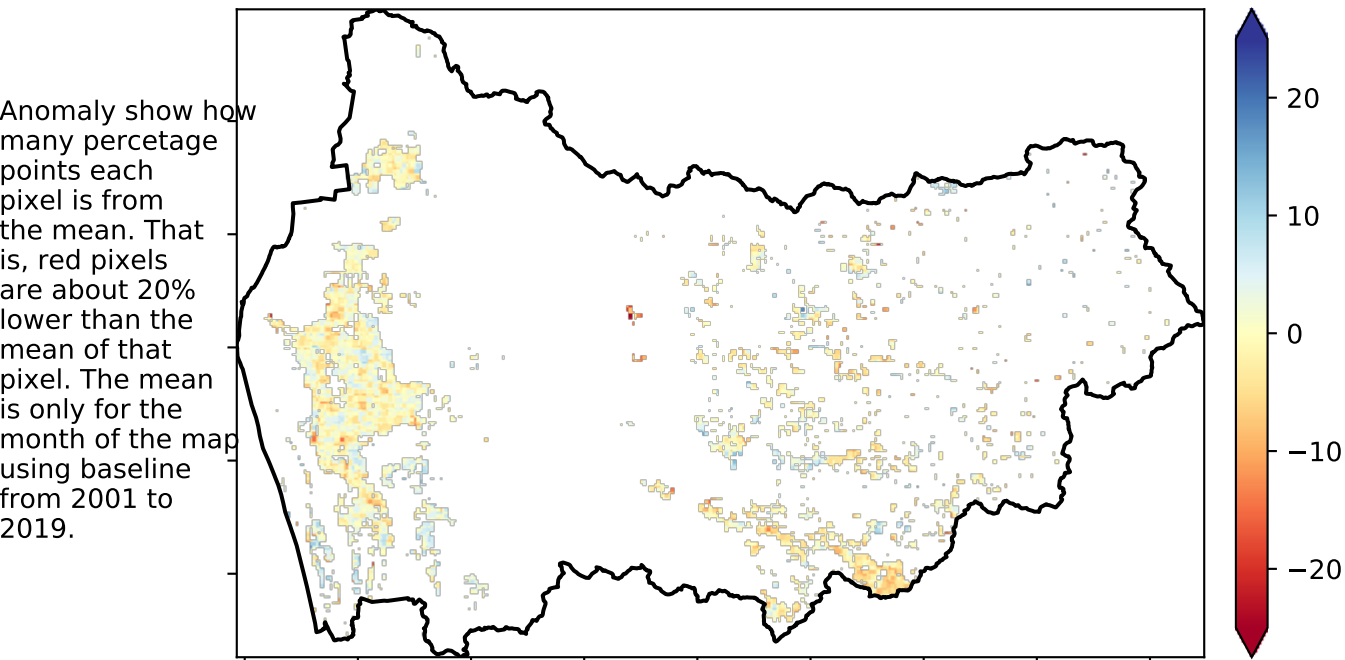 Anomaly show how
many percetage
points each
pixel is from
the mean. That
is, red pixels
are about 20%
lower than the
mean of that
pixel. The mean
is only for the
month of the map
using baseline
from 2001 to
2019.
20
10
0
−10
−20